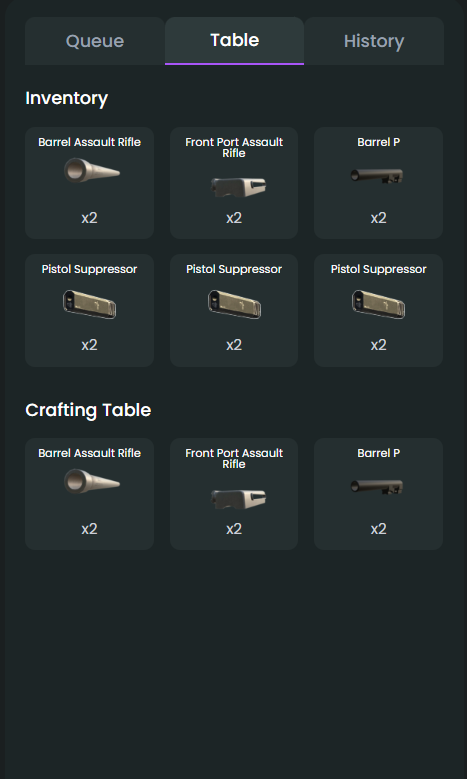 Queue
Table
History
Inventory
Barrel Assault Rifle
x2
Front Port Assault
Rifle
x2
Barrel P
x2
Pistol Suppressor
x2
Pistol Suppressor
x2
Pistol Suppressor
x2
Crafting Table
Barrel Assault Rifle
x2
Front Port Assault
Rifle
x2
Barrel P
x2